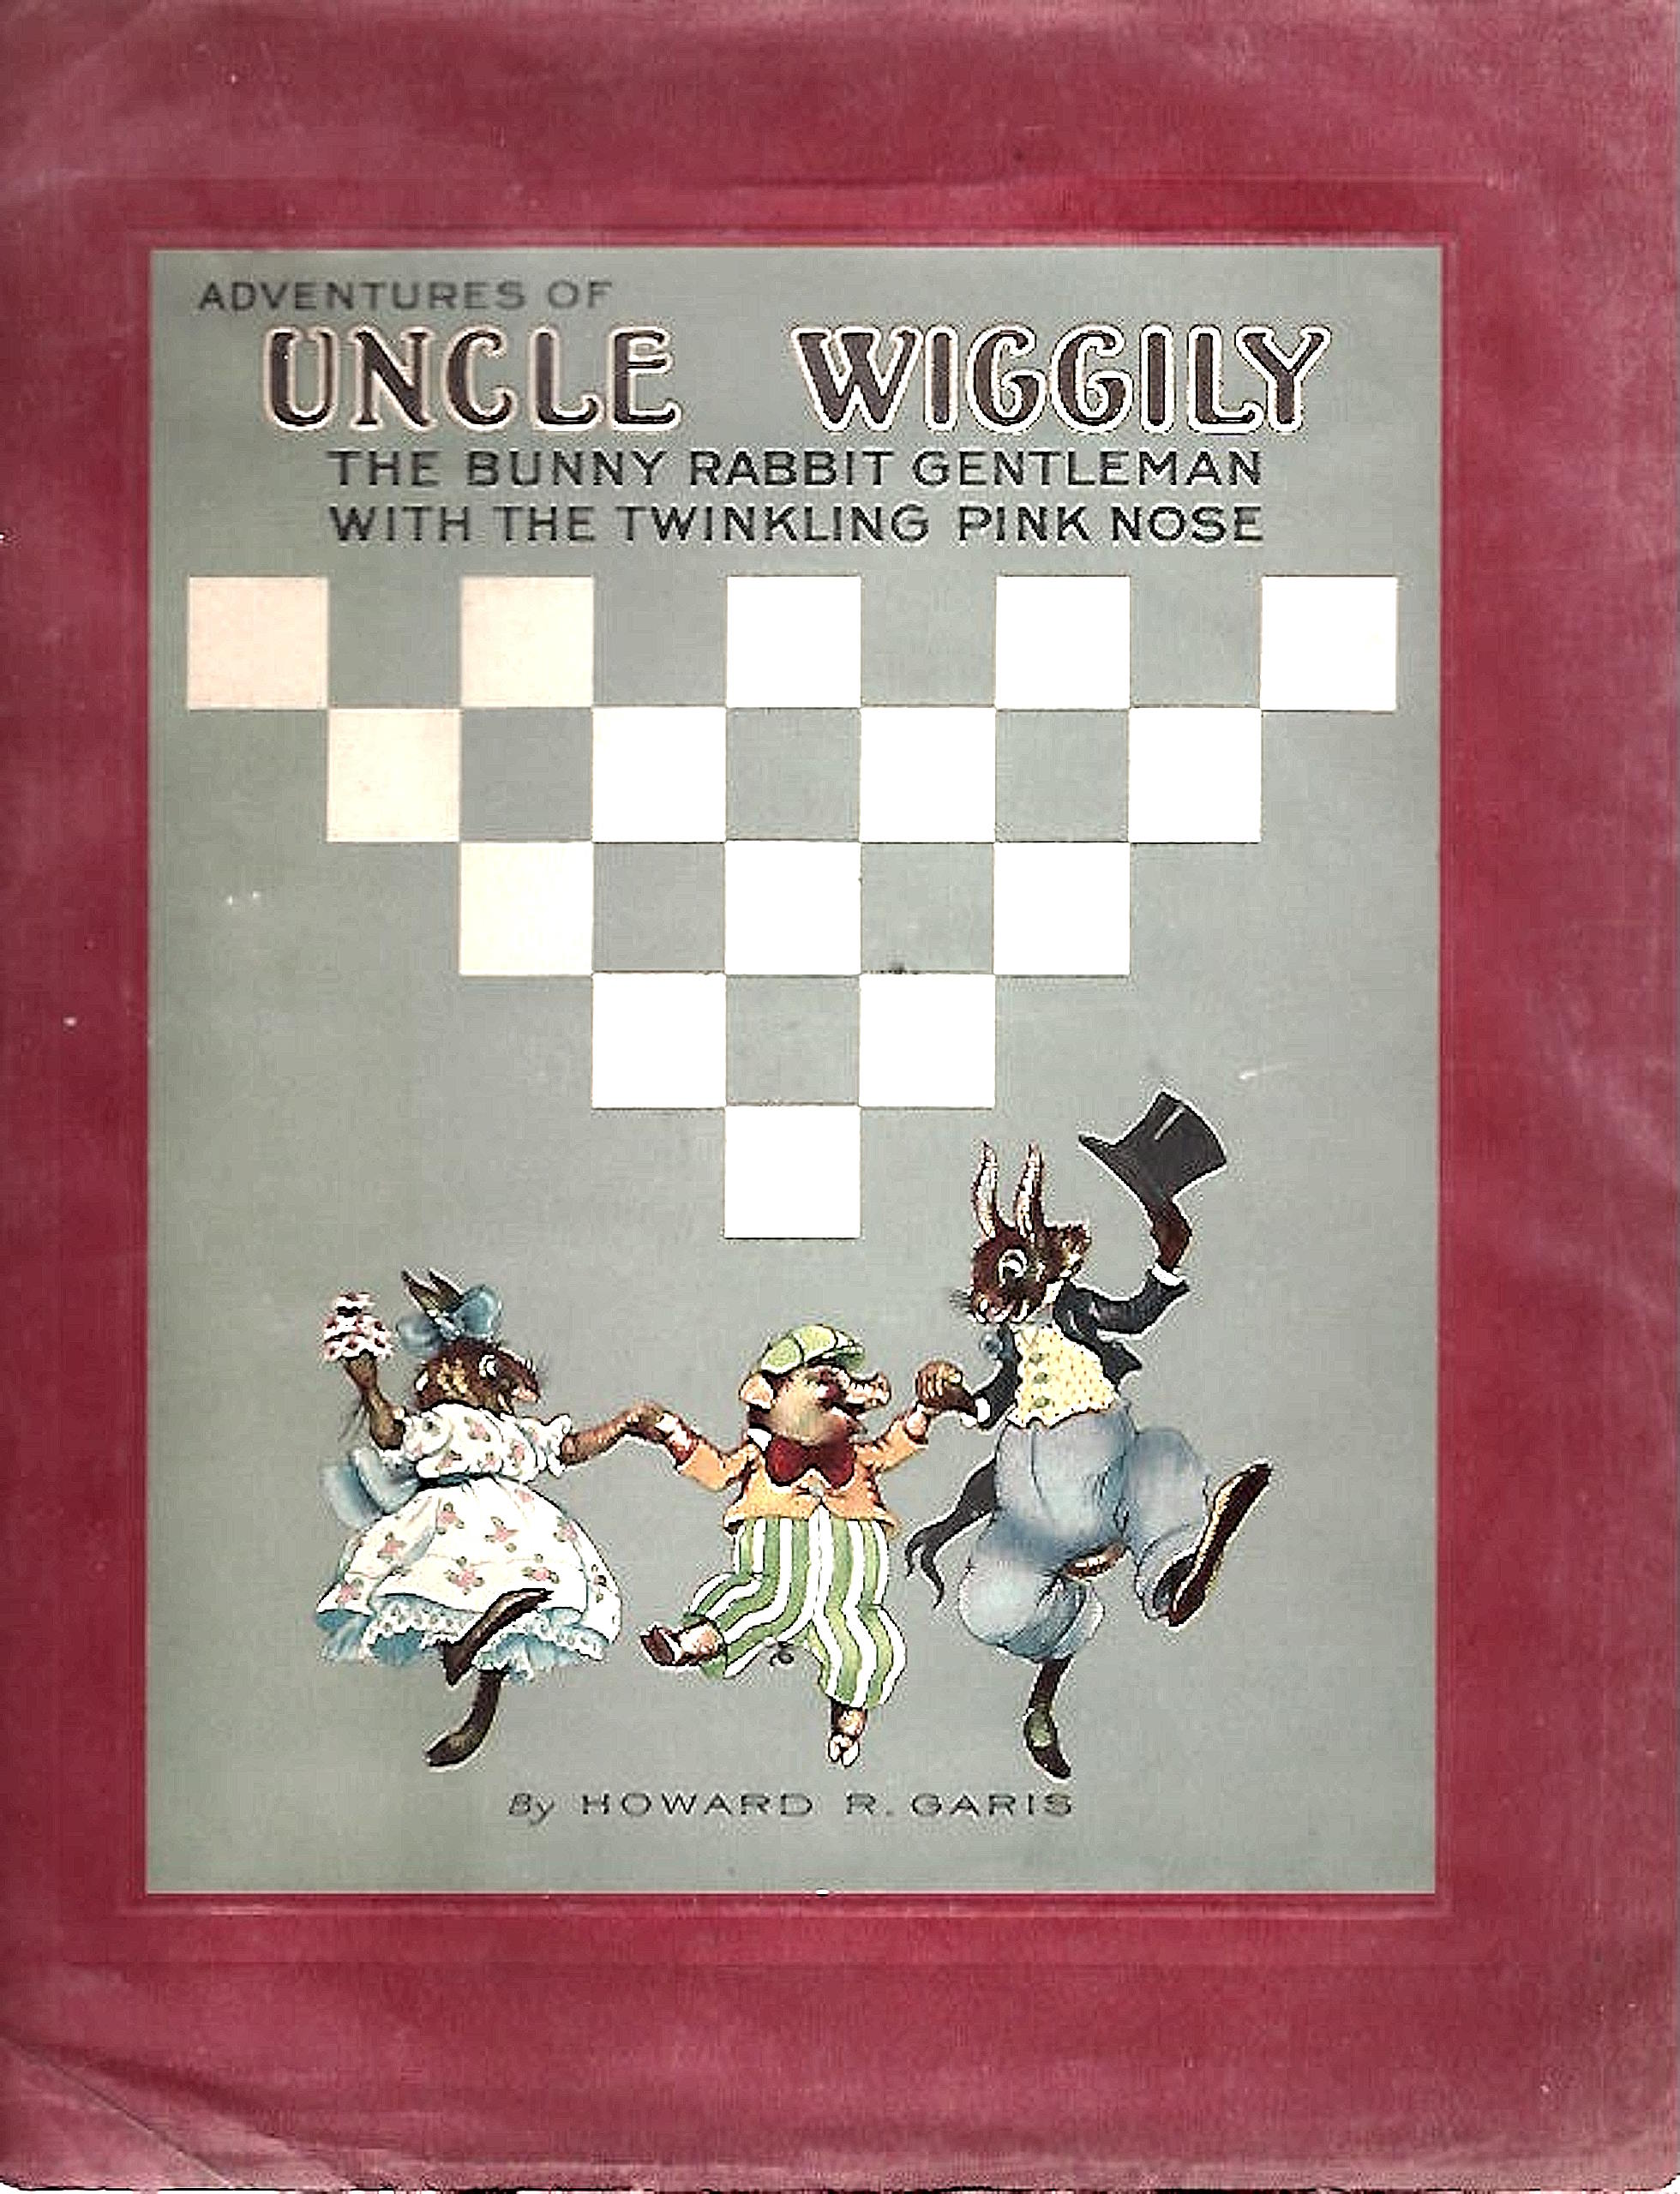 ADVENTURES OF
UNCLE WIGGILY
THE BUNNY RABBIT GENTLEMAN
WITH THE TWINKLING PINK NOSE
By HOWARD R. GARIS